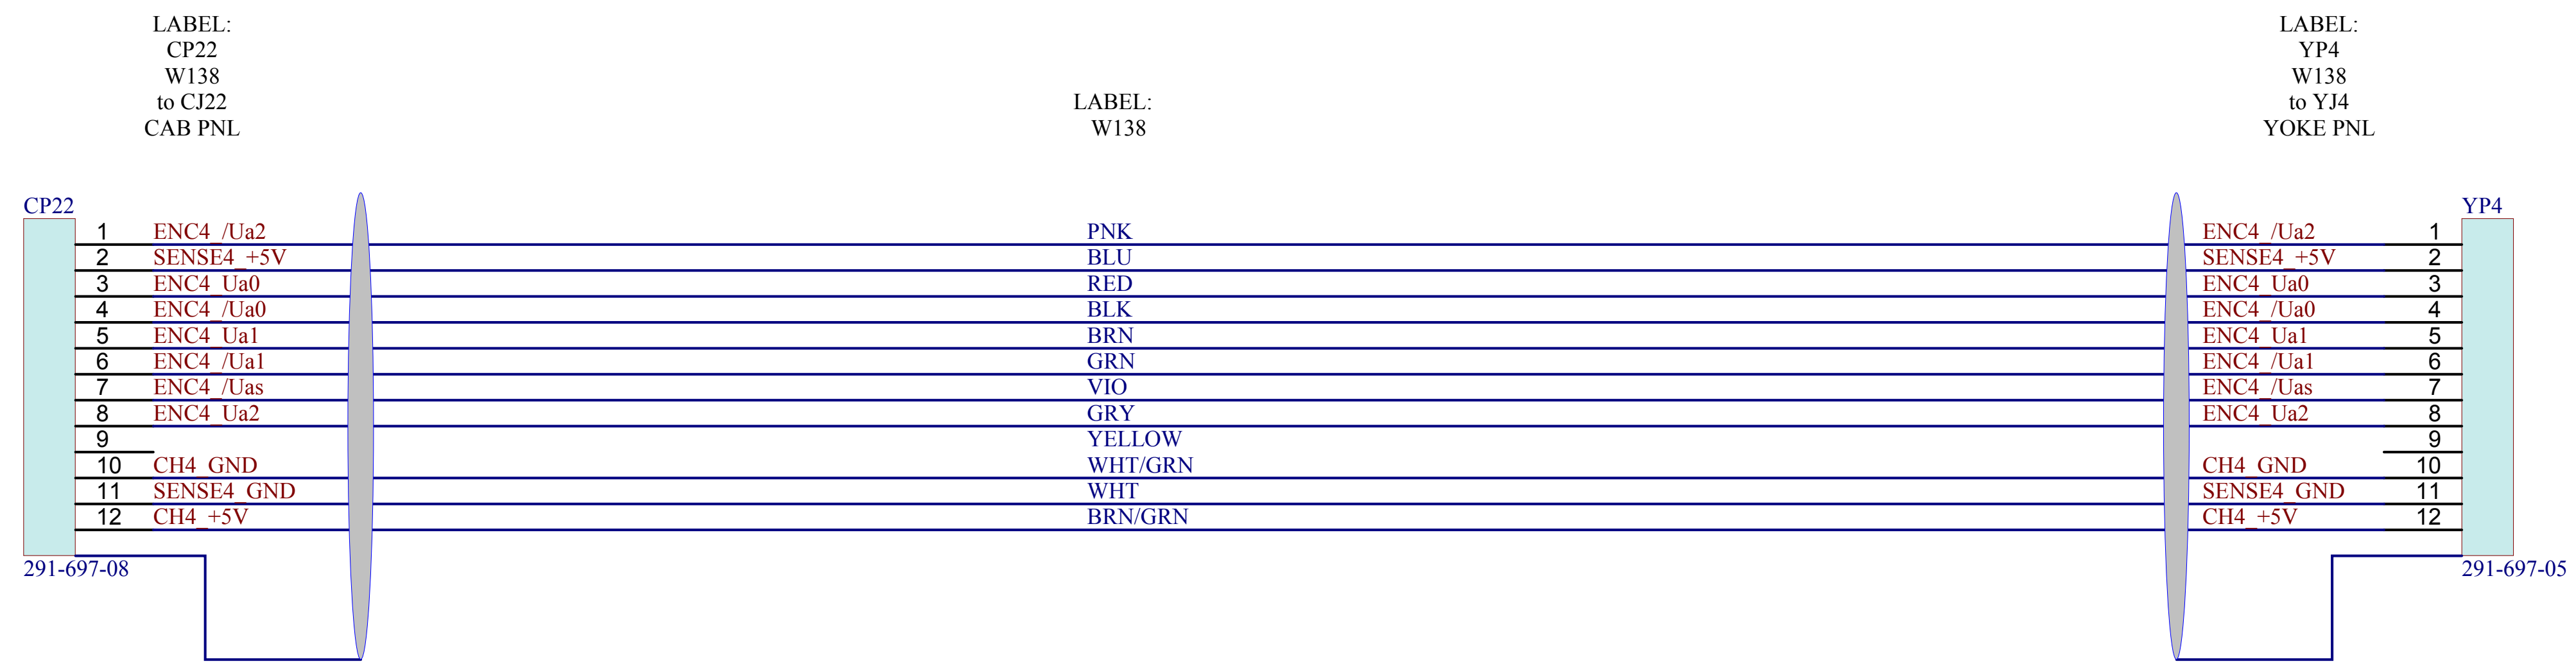 LABEL:
CP22
W138
to CJ22
CAB PNL
LABEL:
W138
LABEL:
YP4
W138
to YJ4
YOKE PNL
CP22 YP4
1 ENC4_/Ua2 PNK ENC4_/Ua2 1
2 SENSE4_+5V BLU SENSE4_+5V 2
3 ENC4_Ua0 RED ENC4_Ua0 3
4 ENC4_/Ua0 BLK ENC4_/Ua0 4
5 ENC4_Ua1 BRN ENC4_Ua1 5
6 ENC4_/Ua1 GRN ENC4_/Ua1 6
7 ENC4_/Uas VIO ENC4_/Uas 7
8 ENC4_Ua2 GRY ENC4_Ua2 8
9 YELLOW 9
10 CH4_GND WHT/GRN CH4_GND 10
11 SENSE4_GND WHT SENSE4_GND 11
12 CH4_+5V BRN/GRN CH4_+5V 12
291-697-08 291-697-05